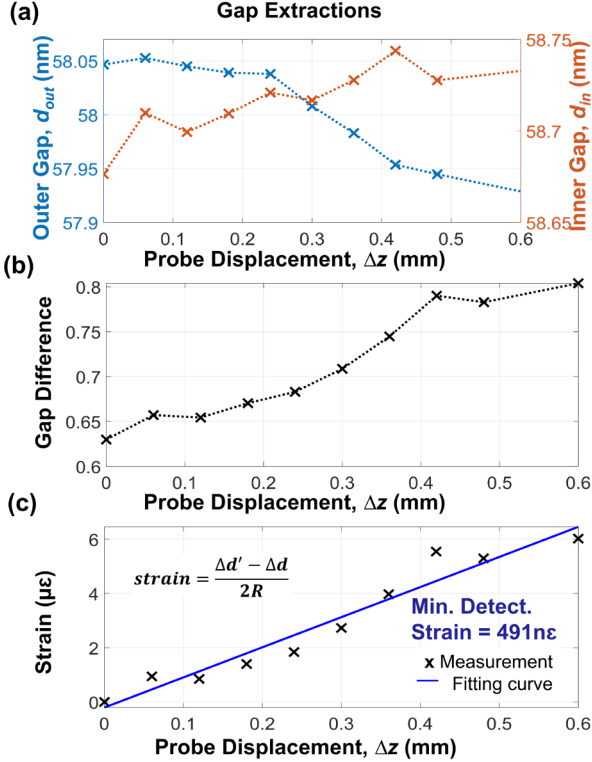 (a)
Gap Extractions
58.05
58
57.95
57.9
Outer Gap, d_out (nm)
58.75
58.7
58.65
Inner Gap, d_in (nm)
0 0.1 0.2 0.3 0.4 0.5 0.6
Probe Displacement, Δz (mm)
(b)
0.8
0.75
0.7
0.65
0.6
Gap Difference
0 0.1 0.2 0.3 0.4 0.5 0.6
Probe Displacement, Δz (mm)
(c)
6
4
2
0
Strain (με)
strain = (Δd′ − Δd) / 2R
Min. Detect.
Strain = 491nε
x Measurement
Fitting curve
0 0.1 0.2 0.3 0.4 0.5 0.6
Probe Displacement, Δz (mm)